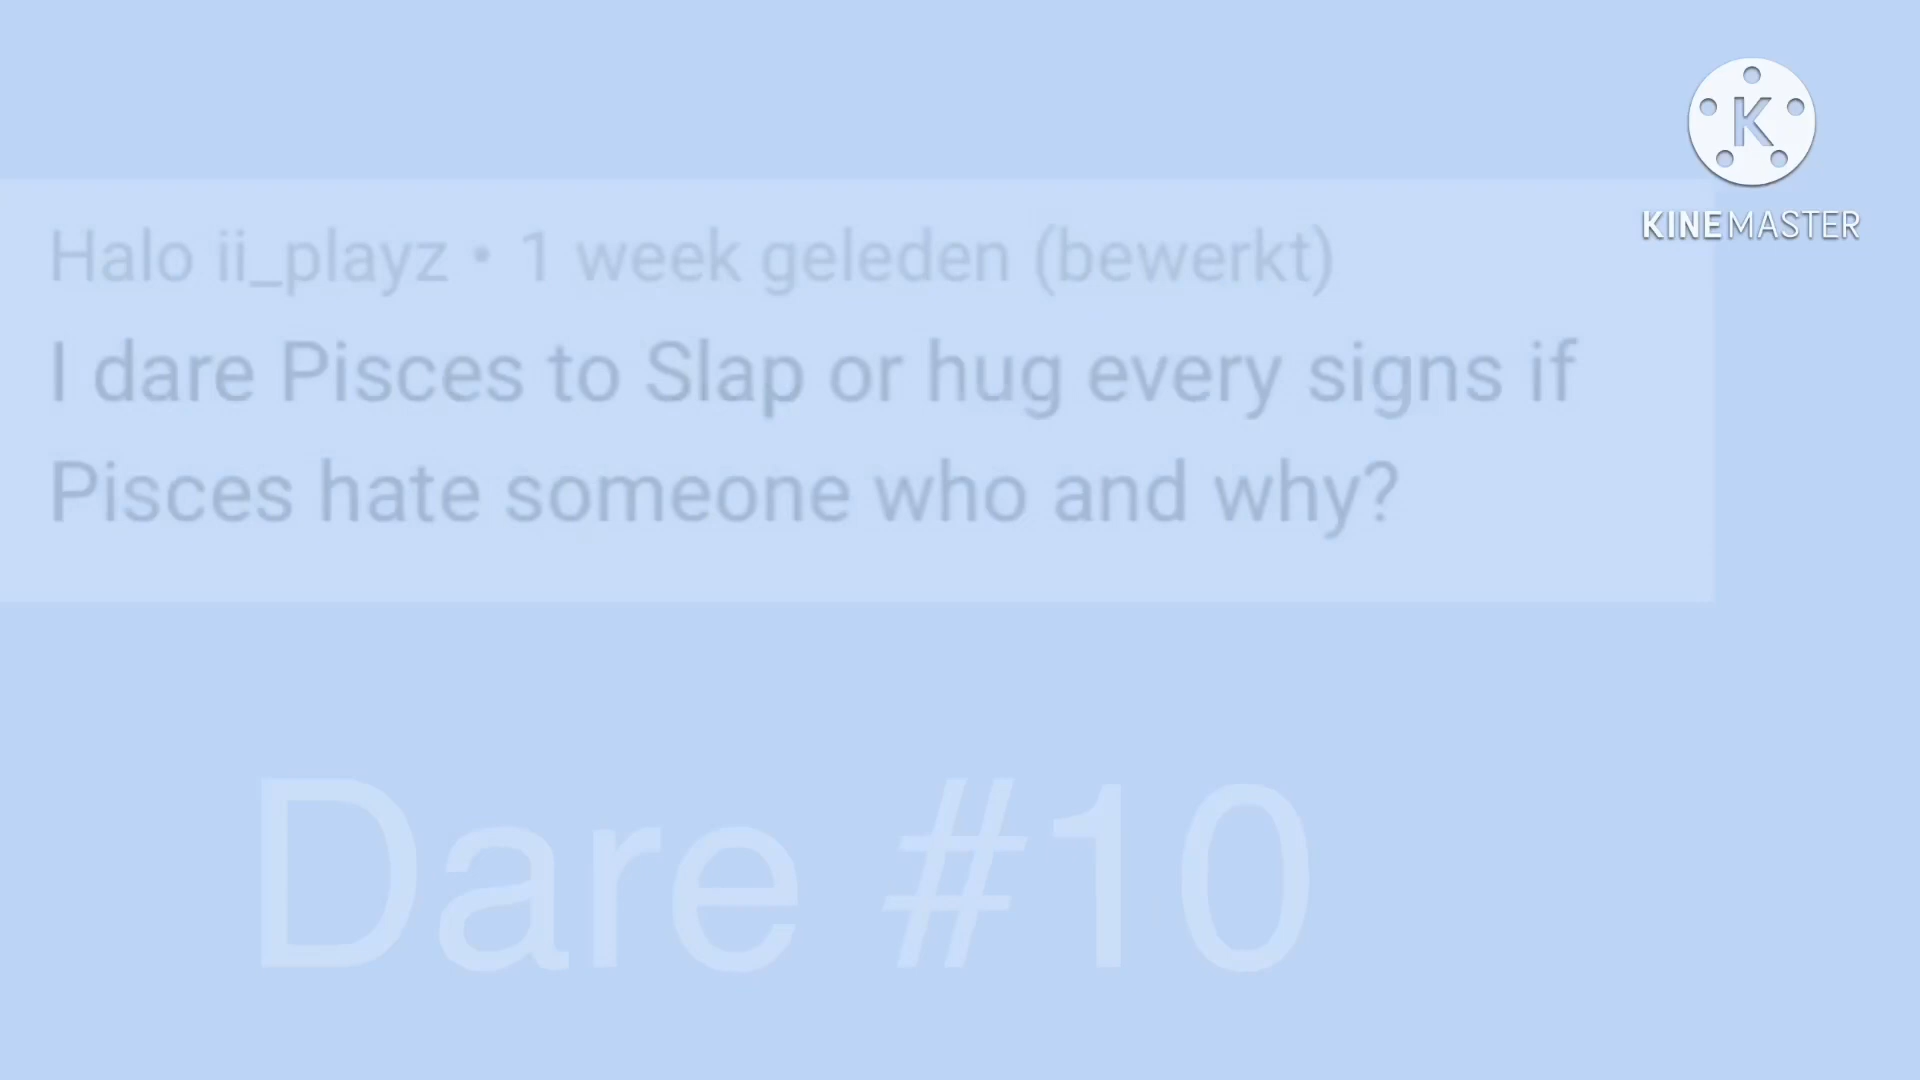 K
KINEMASTER
Halo ii_playz • 1 week geleden (bewerkt)
I dare Pisces to Slap or hug every signs if
Pisces hate someone who and why?
Dare #10